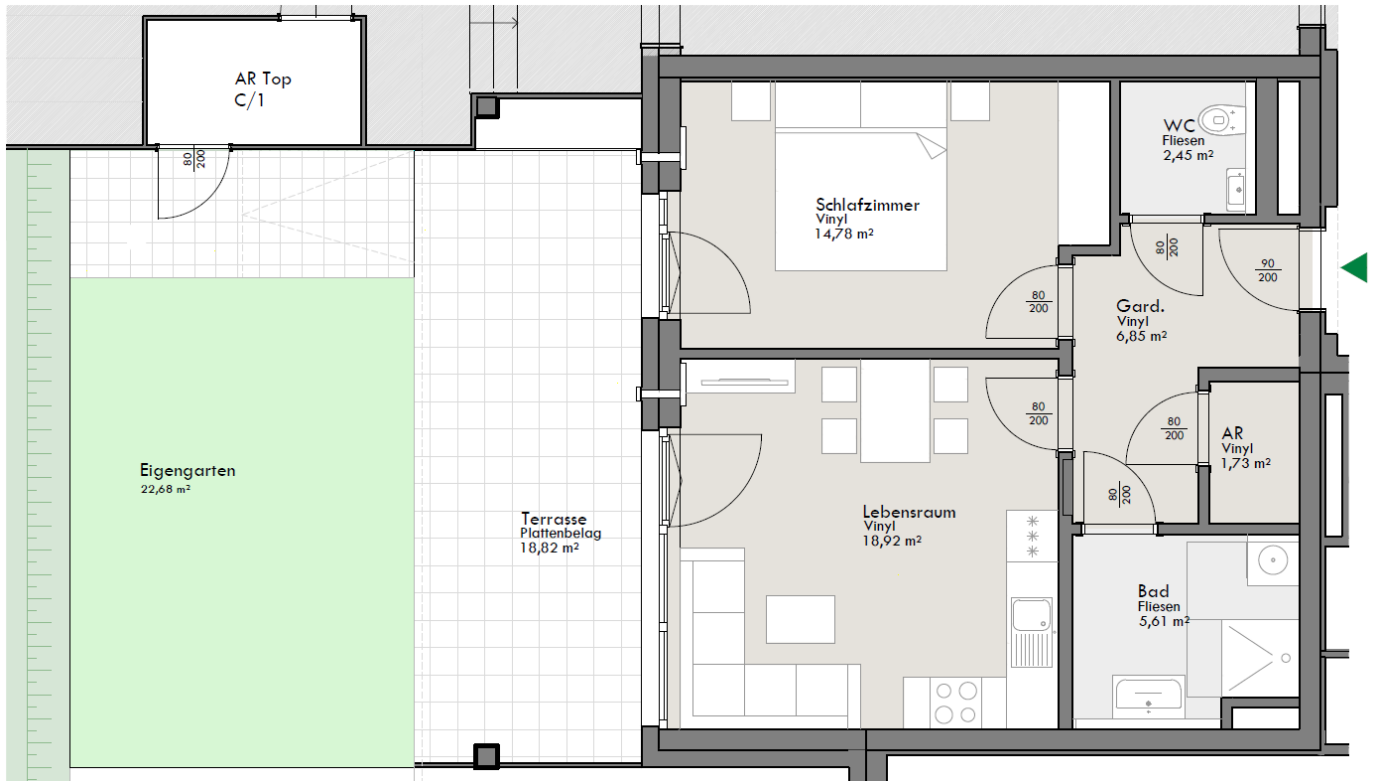 AR Top
C/1
80
200
WC
Fliesen
2,45 m²
Schlafzimmer
Vinyl
14,78 m²
80
200
90
200
80
200
Gard.
Vinyl
6,85 m²
80
200
80
200
AR
Vinyl
1,73 m²
Eigengarten
22,68 m²
80
200
Terrasse
Plattenbelag
18,82 m²
Lebensraum
Vinyl
18,92 m²
Bad
Fliesen
5,61 m²